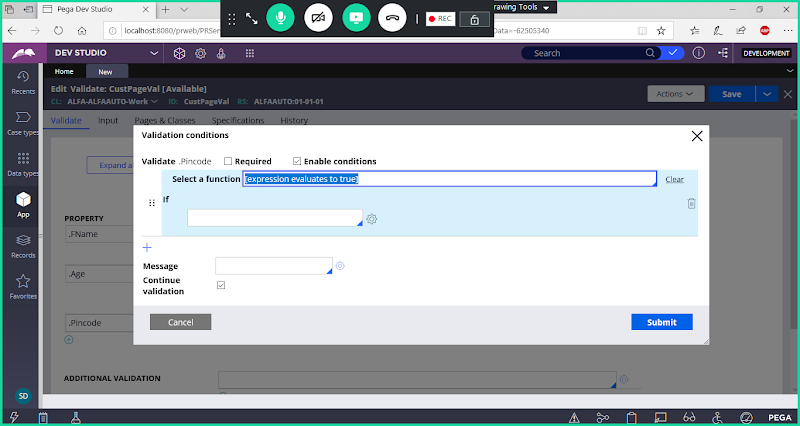 Pega Dev Studio
localhost:8080/prweb/PRSer
Data=-62505340
rawing Tools
REC
DEV STUDIO
Search
DEVELOPMENT
Home
New
Recents
Case types
Data types
App
Records
Favorites
SD
Edit Validate: CustPageVal [Available]
CL: ALFA-ALFAAUTO-Work ID: CustPageVal RS: ALFAAUTO:01-01-01
Actions
Save
Validate Input Pages & Classes Specifications History
Expand a
PROPERTY
.FName
.Age
.Pincode
ADDITIONAL VALIDATION
Validation conditions
Validate .Pincode Required Enable conditions
Select a function [expression evaluates to true] Clear
If
Message
Continue
validation
Cancel
Submit
PEGA